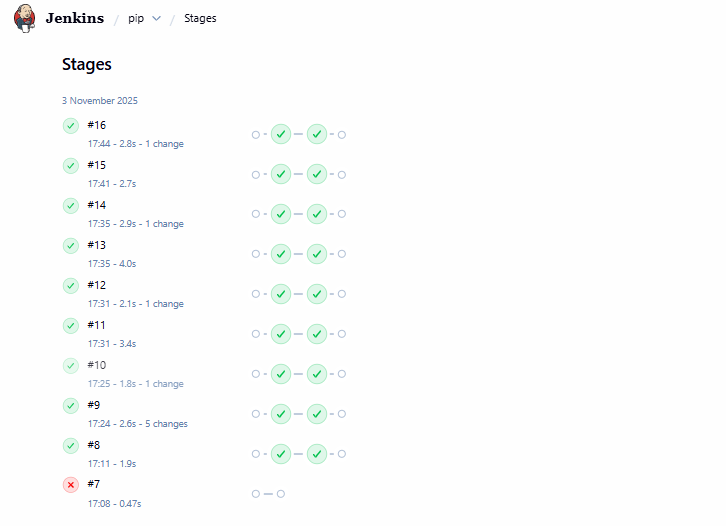 Jenkins / pip / Stages
Stages
3 November 2025
#16
17:44 - 2.8s - 1 change
#15
17:41 - 2.7s
#14
17:35 - 2.9s - 1 change
#13
17:35 - 4.0s
#12
17:31 - 2.1s - 1 change
#11
17:31 - 3.4s
#10
17:25 - 1.8s - 1 change
#9
17:24 - 2.6s - 5 changes
#8
17:11 - 1.9s
#7
17:08 - 0.47s